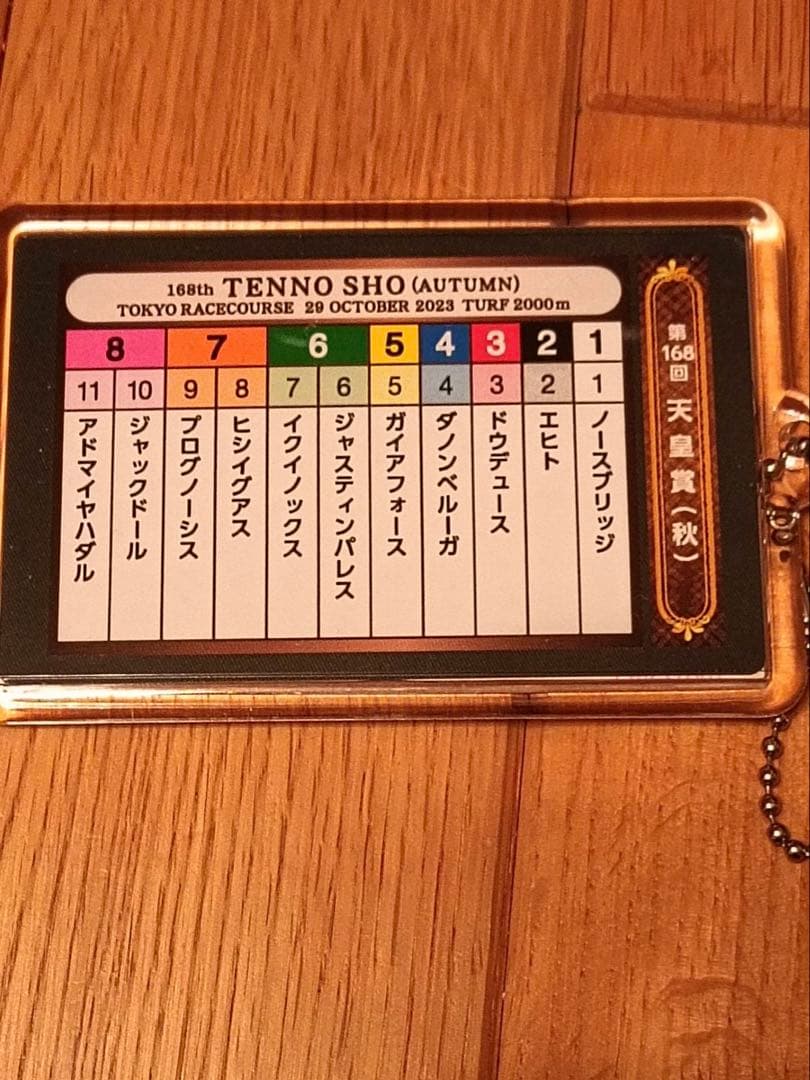 168th TENNO SHO (AUTUMN)
TOKYO RACECOURSE 29 OCTOBER 2023 TURF 2000m
8 7 6 5 4 3 2 1
11 10 9 8 7 6 5 4 3 2 1
ノースブリッジ
エヒト
ドウデュース
ダノンベルーガ
ガイアフォース
ジャスティンパレス
イクイノックス
ヒシイグアス
プログノーシス
ジャックドール
アドマイヤハダル
第168回 天皇賞(秋)